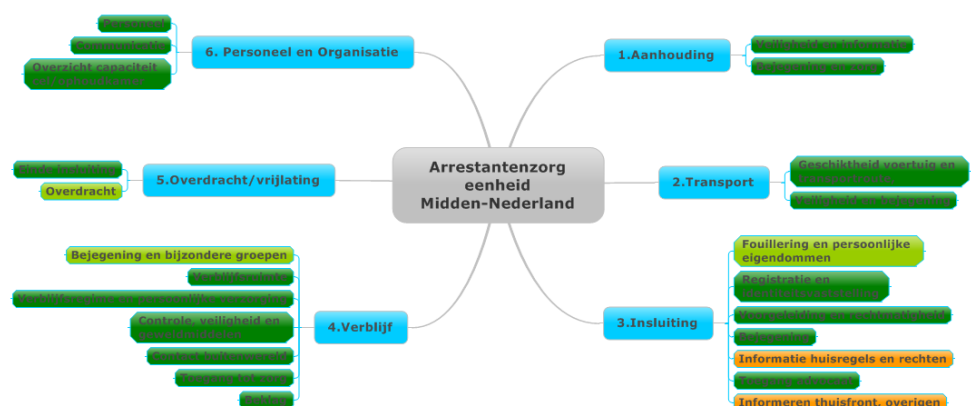 Arrestantenzorg
eenheid
Midden-Nederland
1.Aanhouding
Veiligheid en informatie
Bejegening en zorg
2.Transport
Geschiktheid voertuig en
Veiligheid en bejegening
3.Insluiting
Fouillering en persoonlijke
eigendommen
Registratie en
Voorgeleiding en rechtmatigheid
Bejegening
Informatie huisregels en rechten
Toegang advocaat
Informeren thuisfront, overigen
4.Verblijf
Bejegening en bijzondere groepen
Verblijfsruimte
Verblijfsregime en persoonlijke verzorging
Controle, veiligheid en
Contact buitenwereld
Toegang tot zorg
5.Overdracht/vrijlating
Einde insluiting
Overdracht
6. Personeel en Organisatie
Personeel
Communicatie
Overzicht capaciteit